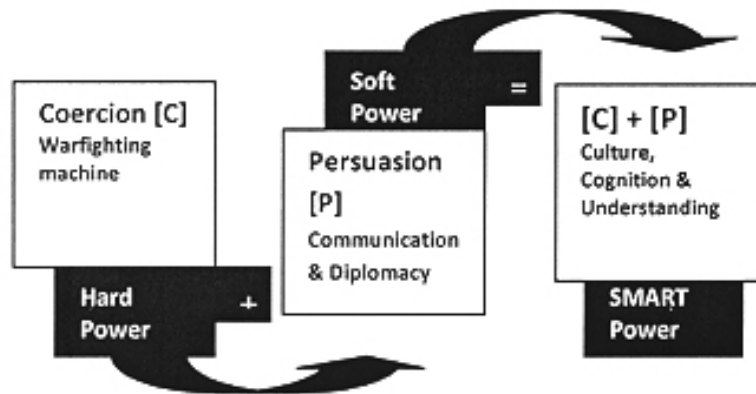 Coercion [C]
Warfighting
machine
Hard +
Power
Soft =
Power
Persuasion
[P]
Communication
& Diplomacy
[C] + [P]
Culture,
Cognition &
Understanding
SMART
Power